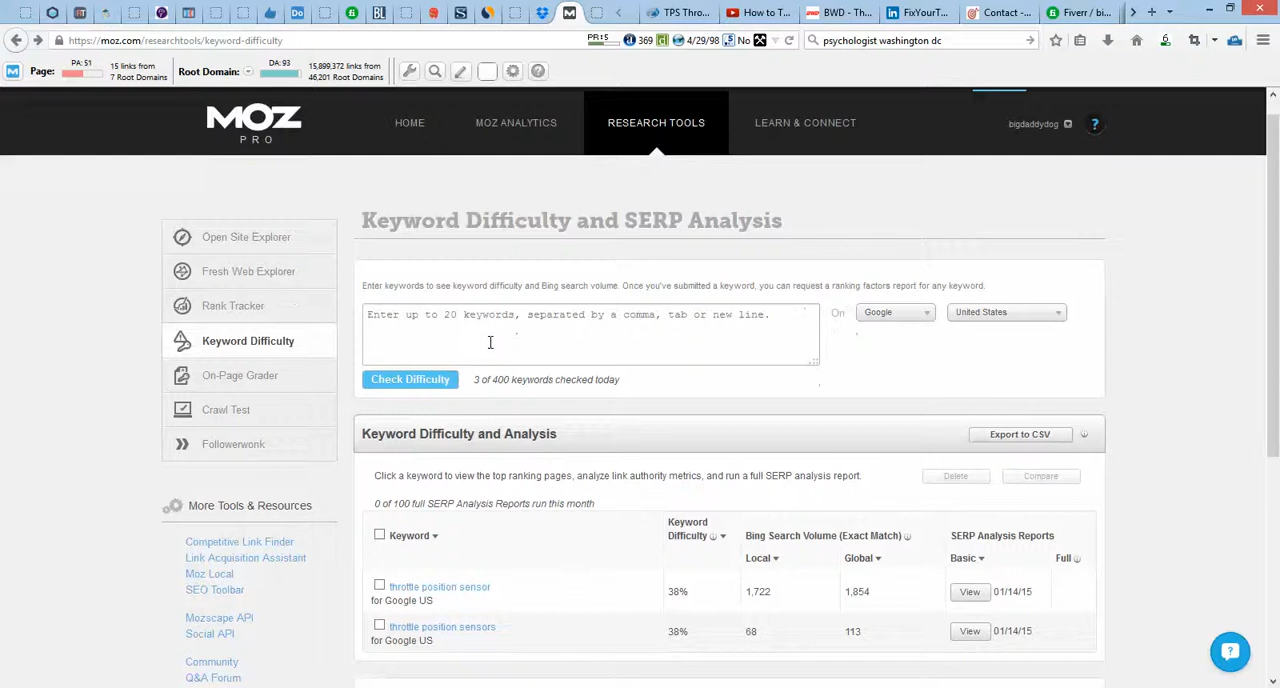 Do
BL
S
M
TPS Thro...
How to T...
BWD - Th...
FixYourT...
Contact -...
Fiverr / bi...
https://moz.com/researchtools/keyword-difficulty
PR15
369
4/29/98
No
psychologist washington dc
6
M
Page:
PA: 51
15 links from
7 Root Domains
Root Domain:
DA: 93
15,899,372 links from
46,201 Root Domains
MOZ
PRO
HOME
MOZ ANALYTICS
RESEARCH TOOLS
LEARN & CONNECT
bigdaddydog
?
Keyword Difficulty and SERP Analysis
Open Site Explorer
Fresh Web Explorer
Rank Tracker
Keyword Difficulty
On-Page Grader
Crawl Test
Followerwonk
More Tools & Resources
Competitive Link Finder
Link Acquisition Assistant
Moz Local
SEO Toolbar
Mozscape API
Social API
Community
Q&A Forum
Enter keywords to see keyword difficulty and Bing search volume. Once you've submitted a keyword, you can request a ranking factors report for any keyword.
Enter up to 20 keywords, separated by a comma, tab or new line.
On
Google
United States
Check Difficulty
3 of 400 keywords checked today
Keyword Difficulty and Analysis
Export to CSV
Click a keyword to view the top ranking pages, analyze link authority metrics, and run a full SERP analysis report.
Delete
Compare
0 of 100 full SERP Analysis Reports run this month
Keyword
Keyword
Difficulty
Bing Search Volume (Exact Match)
Local
Global
SERP Analysis Reports
Basic
Full
throttle position sensor
for Google US
38%
1,722
1,854
View
01/14/15
throttle position sensors
for Google US
38%
68
113
View
01/14/15